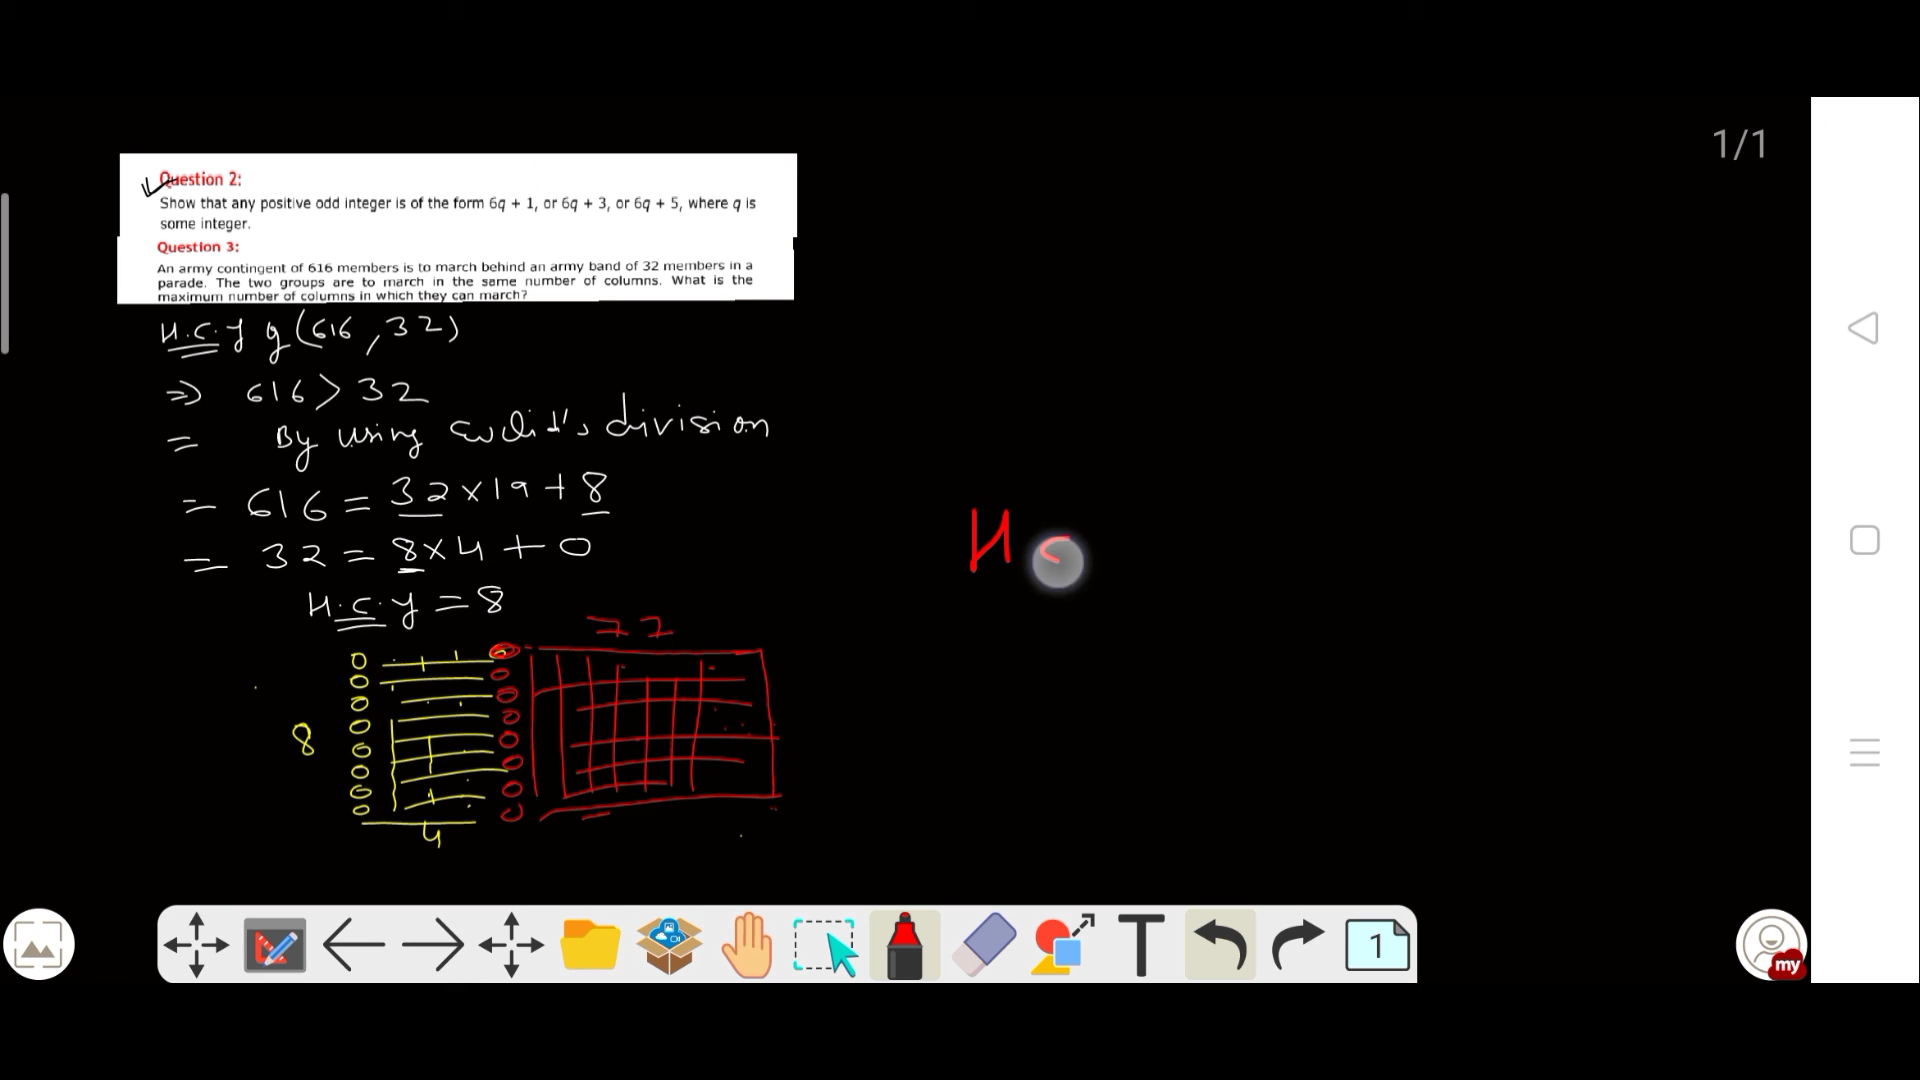 1/1
Question 2:
Show that any positive odd integer is of the form 6q + 1, or 6q + 3, or 6q + 5, where q is
some integer.
Question 3:
An army contingent of 616 members is to march behind an army band of 32 members in a
parade. The two groups are to march in the same number of columns. What is the
maximum number of columns in which they can march?
H.C.F of (616, 32)
⇒ 616 > 32
= By using Euclid's division
= 616 = 32 × 19 + 8
= 32 = 8 × 4 + 0
H.C.F = 8
77
8
4
H C
T
1
my